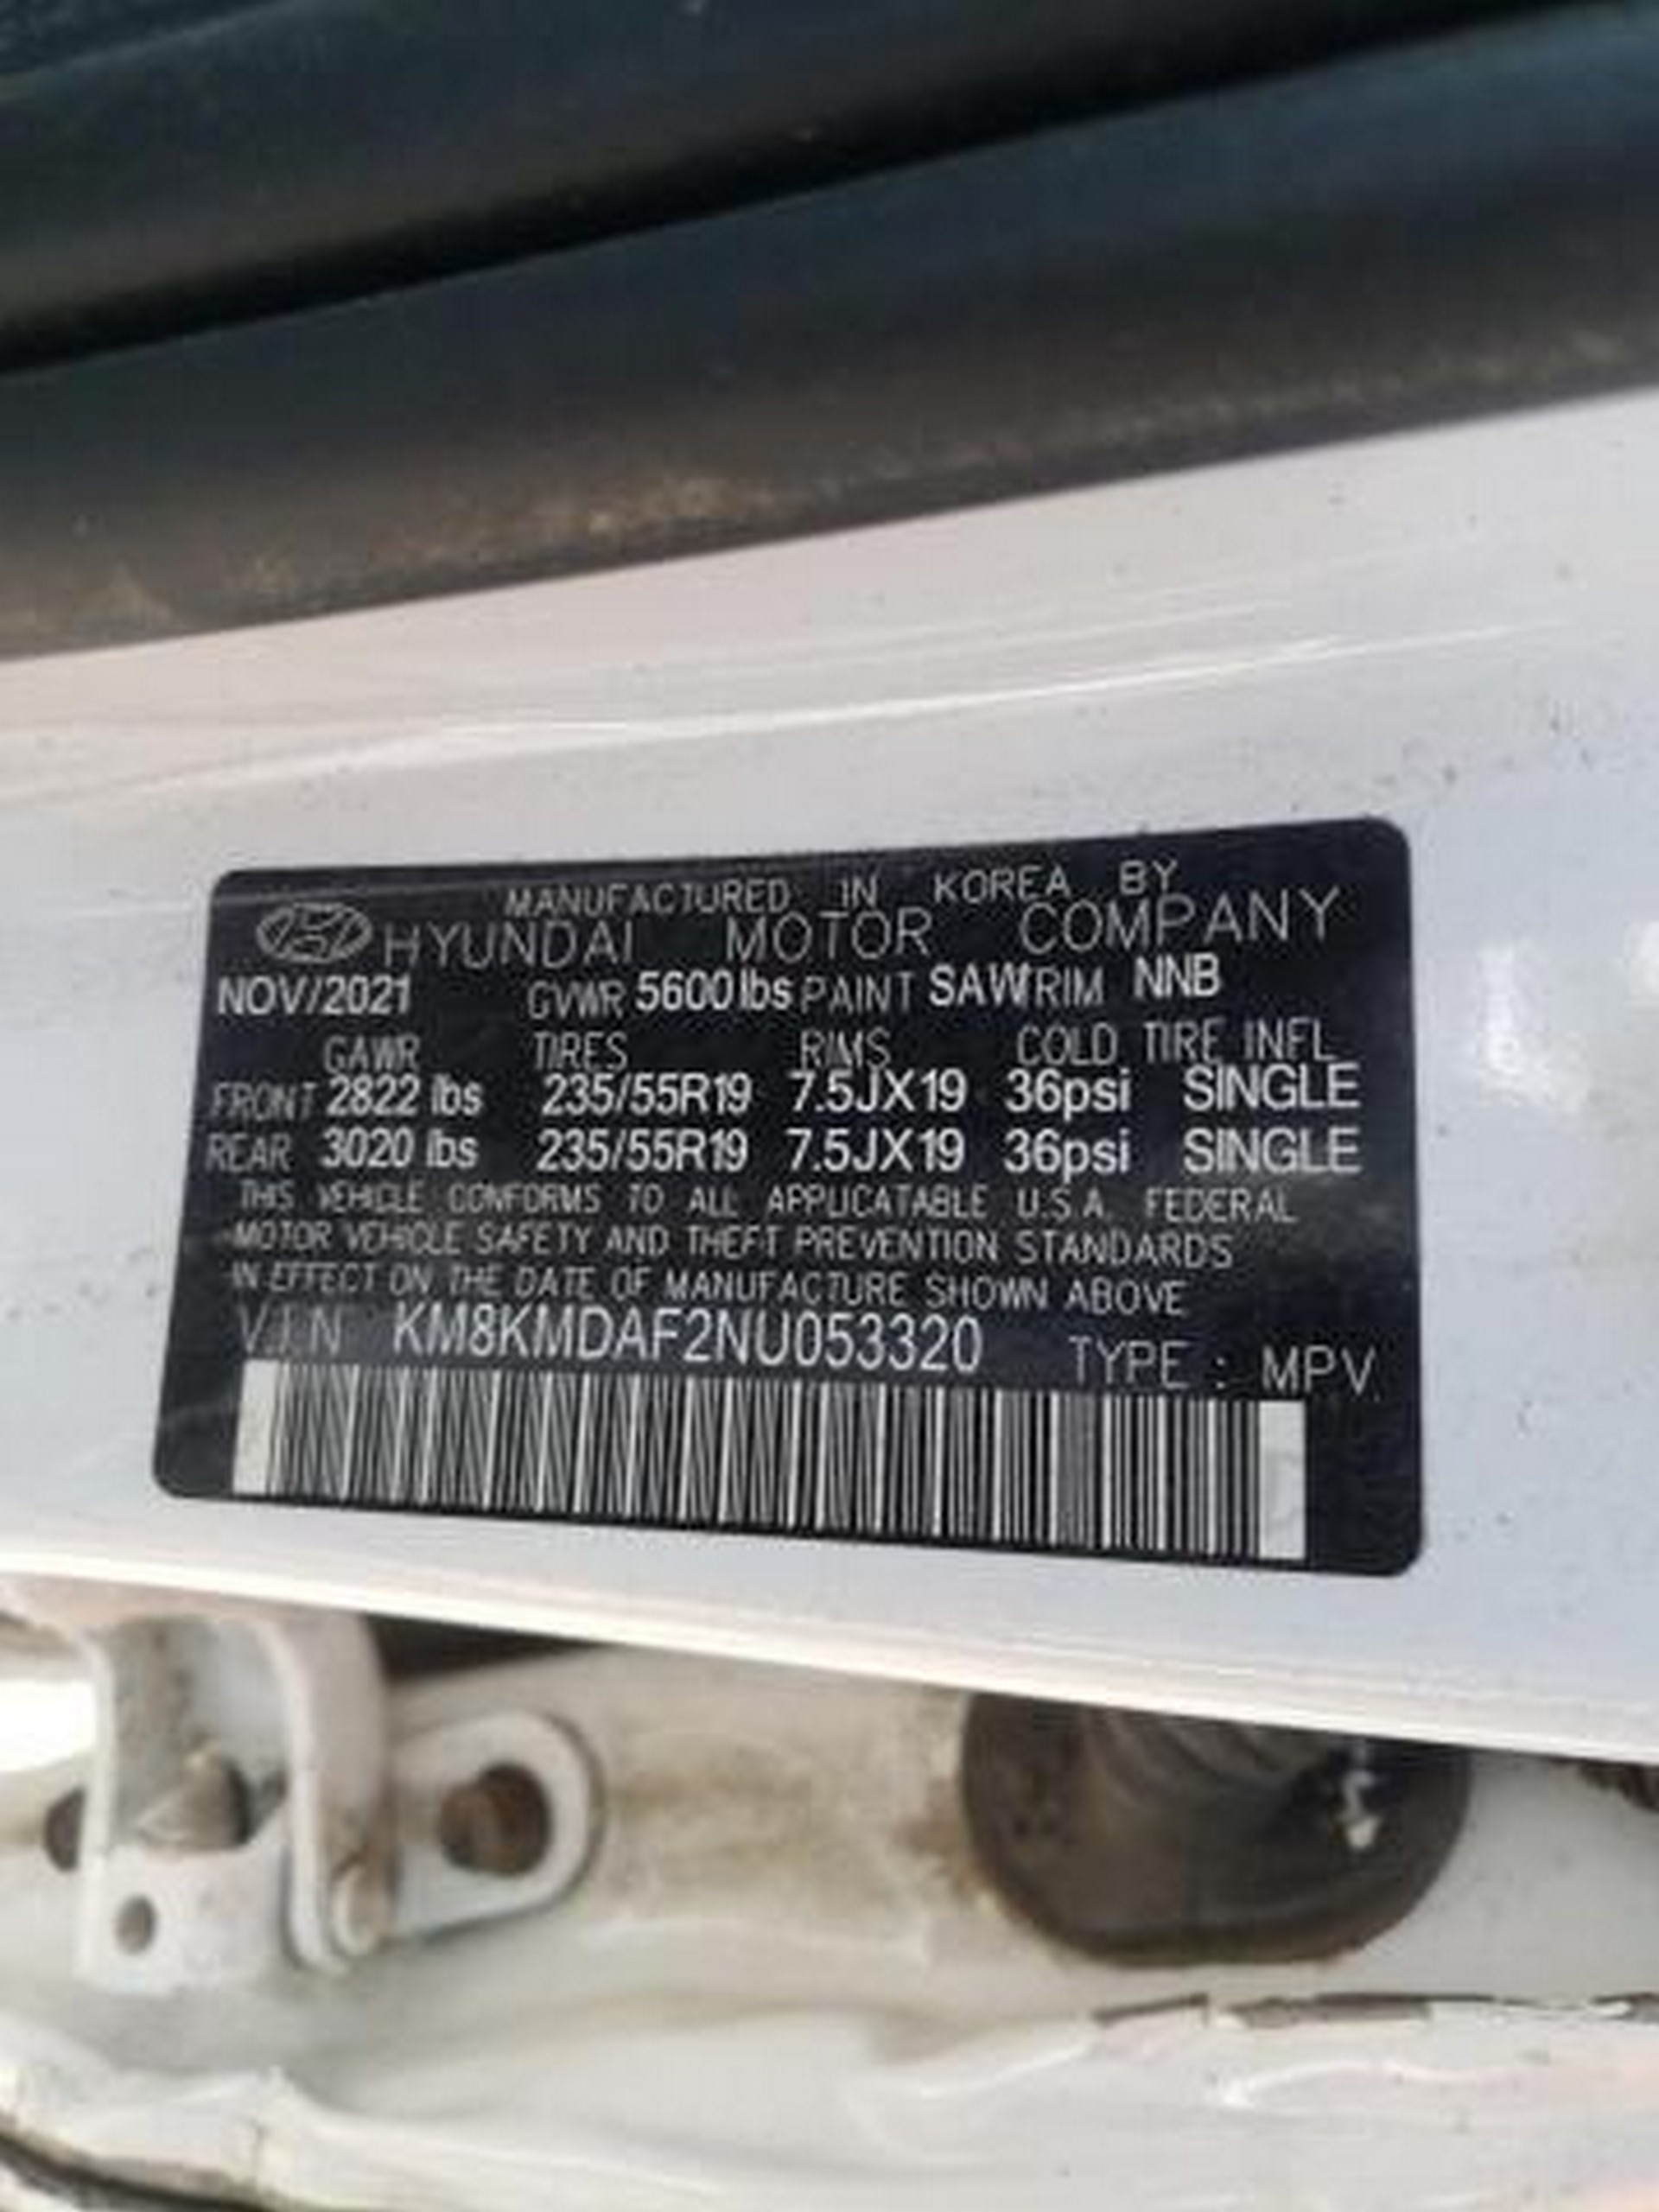 MANUFACTURED IN KOREA BY
HYUNDAI MOTOR COMPANY
NOV/2021 GVWR 5600 lbs PAINT SAW TRIM NNB
GAWR TIRES RIMS COLD TIRE INFL
FRONT 2822 lbs 235/55R19 7.5JX19 36psi SINGLE
REAR 3020 lbs 235/55R19 7.5JX19 36psi SINGLE
THIS VEHICLE CONFORMS TO ALL APPLICATABLE U.S.A. FEDERAL
MOTOR VEHICLE SAFETY AND THEFT PREVENTION STANDARDS
IN EFFECT ON THE DATE OF MANUFACTURE SHOWN ABOVE
V.I.N KM8KMDAF2NU053320 TYPE : MPV